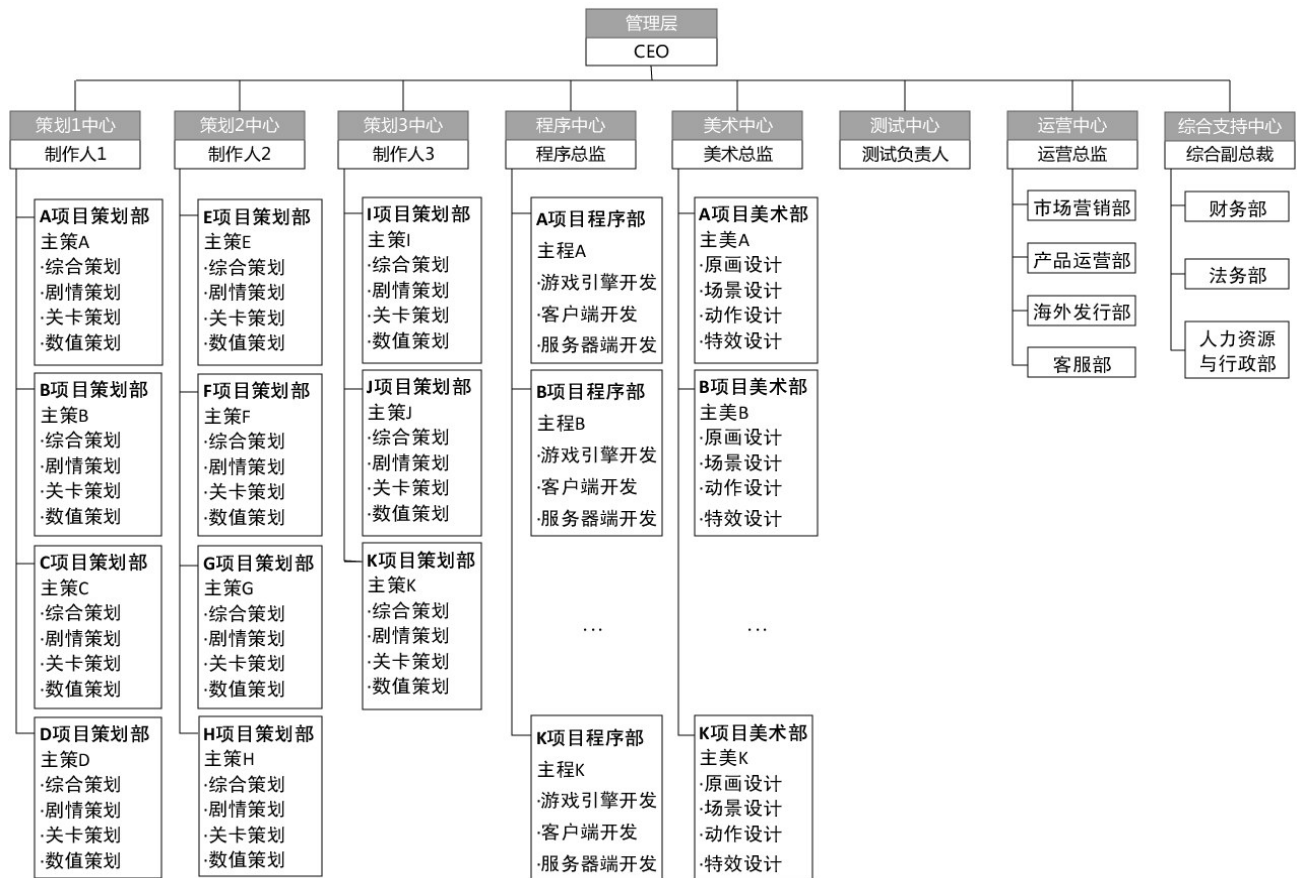 管理层
CEO
策划1中心
制作人1
A项目策划部
主策A
·综合策划
·剧情策划
·关卡策划
·数值策划
B项目策划部
主策B
·综合策划
·剧情策划
·关卡策划
·数值策划
C项目策划部
主策C
·综合策划
·剧情策划
·关卡策划
·数值策划
D项目策划部
主策D
·综合策划
·剧情策划
·关卡策划
·数值策划
策划2中心
制作人2
E项目策划部
主策E
·综合策划
·剧情策划
·关卡策划
·数值策划
F项目策划部
主策F
·综合策划
·剧情策划
·关卡策划
·数值策划
G项目策划部
主策G
·综合策划
·剧情策划
·关卡策划
·数值策划
H项目策划部
主策H
·综合策划
·剧情策划
·关卡策划
·数值策划
策划3中心
制作人3
I项目策划部
主策I
·综合策划
·剧情策划
·关卡策划
·数值策划
J项目策划部
主策J
·综合策划
·剧情策划
·关卡策划
·数值策划
K项目策划部
主策K
·综合策划
·剧情策划
·关卡策划
·数值策划
程序中心
程序总监
A项目程序部
主程A
·游戏引擎开发
·客户端开发
·服务器端开发
B项目程序部
主程B
·游戏引擎开发
·客户端开发
·服务器端开发
...
K项目程序部
主程K
·游戏引擎开发
·客户端开发
·服务器端开发
美术中心
美术总监
A项目美术部
主美A
·原画设计
·场景设计
·动作设计
·特效设计
B项目美术部
主美B
·原画设计
·场景设计
·动作设计
·特效设计
...
K项目美术部
主美K
·原画设计
·场景设计
·动作设计
·特效设计
测试中心
测试负责人
运营中心
运营总监
市场营销部
产品运营部
海外发行部
客服部
综合支持中心
综合副总裁
财务部
法务部
人力资源
与行政部